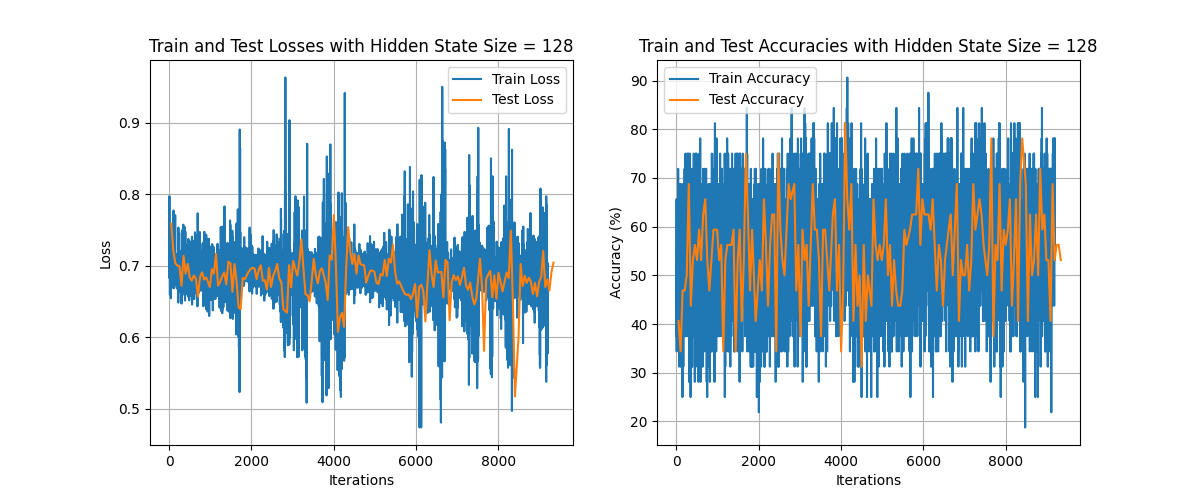 Train and Test Losses with Hidden State Size = 128
Train Loss
Test Loss
0.9
0.8
0.7
0.6
0.5
Loss
0
2000
4000
6000
8000
Iterations
Train and Test Accuracies with Hidden State Size = 128
Train Accuracy
Test Accuracy
90
80
70
60
50
40
30
20
Accuracy (%)
0
2000
4000
6000
8000
Iterations